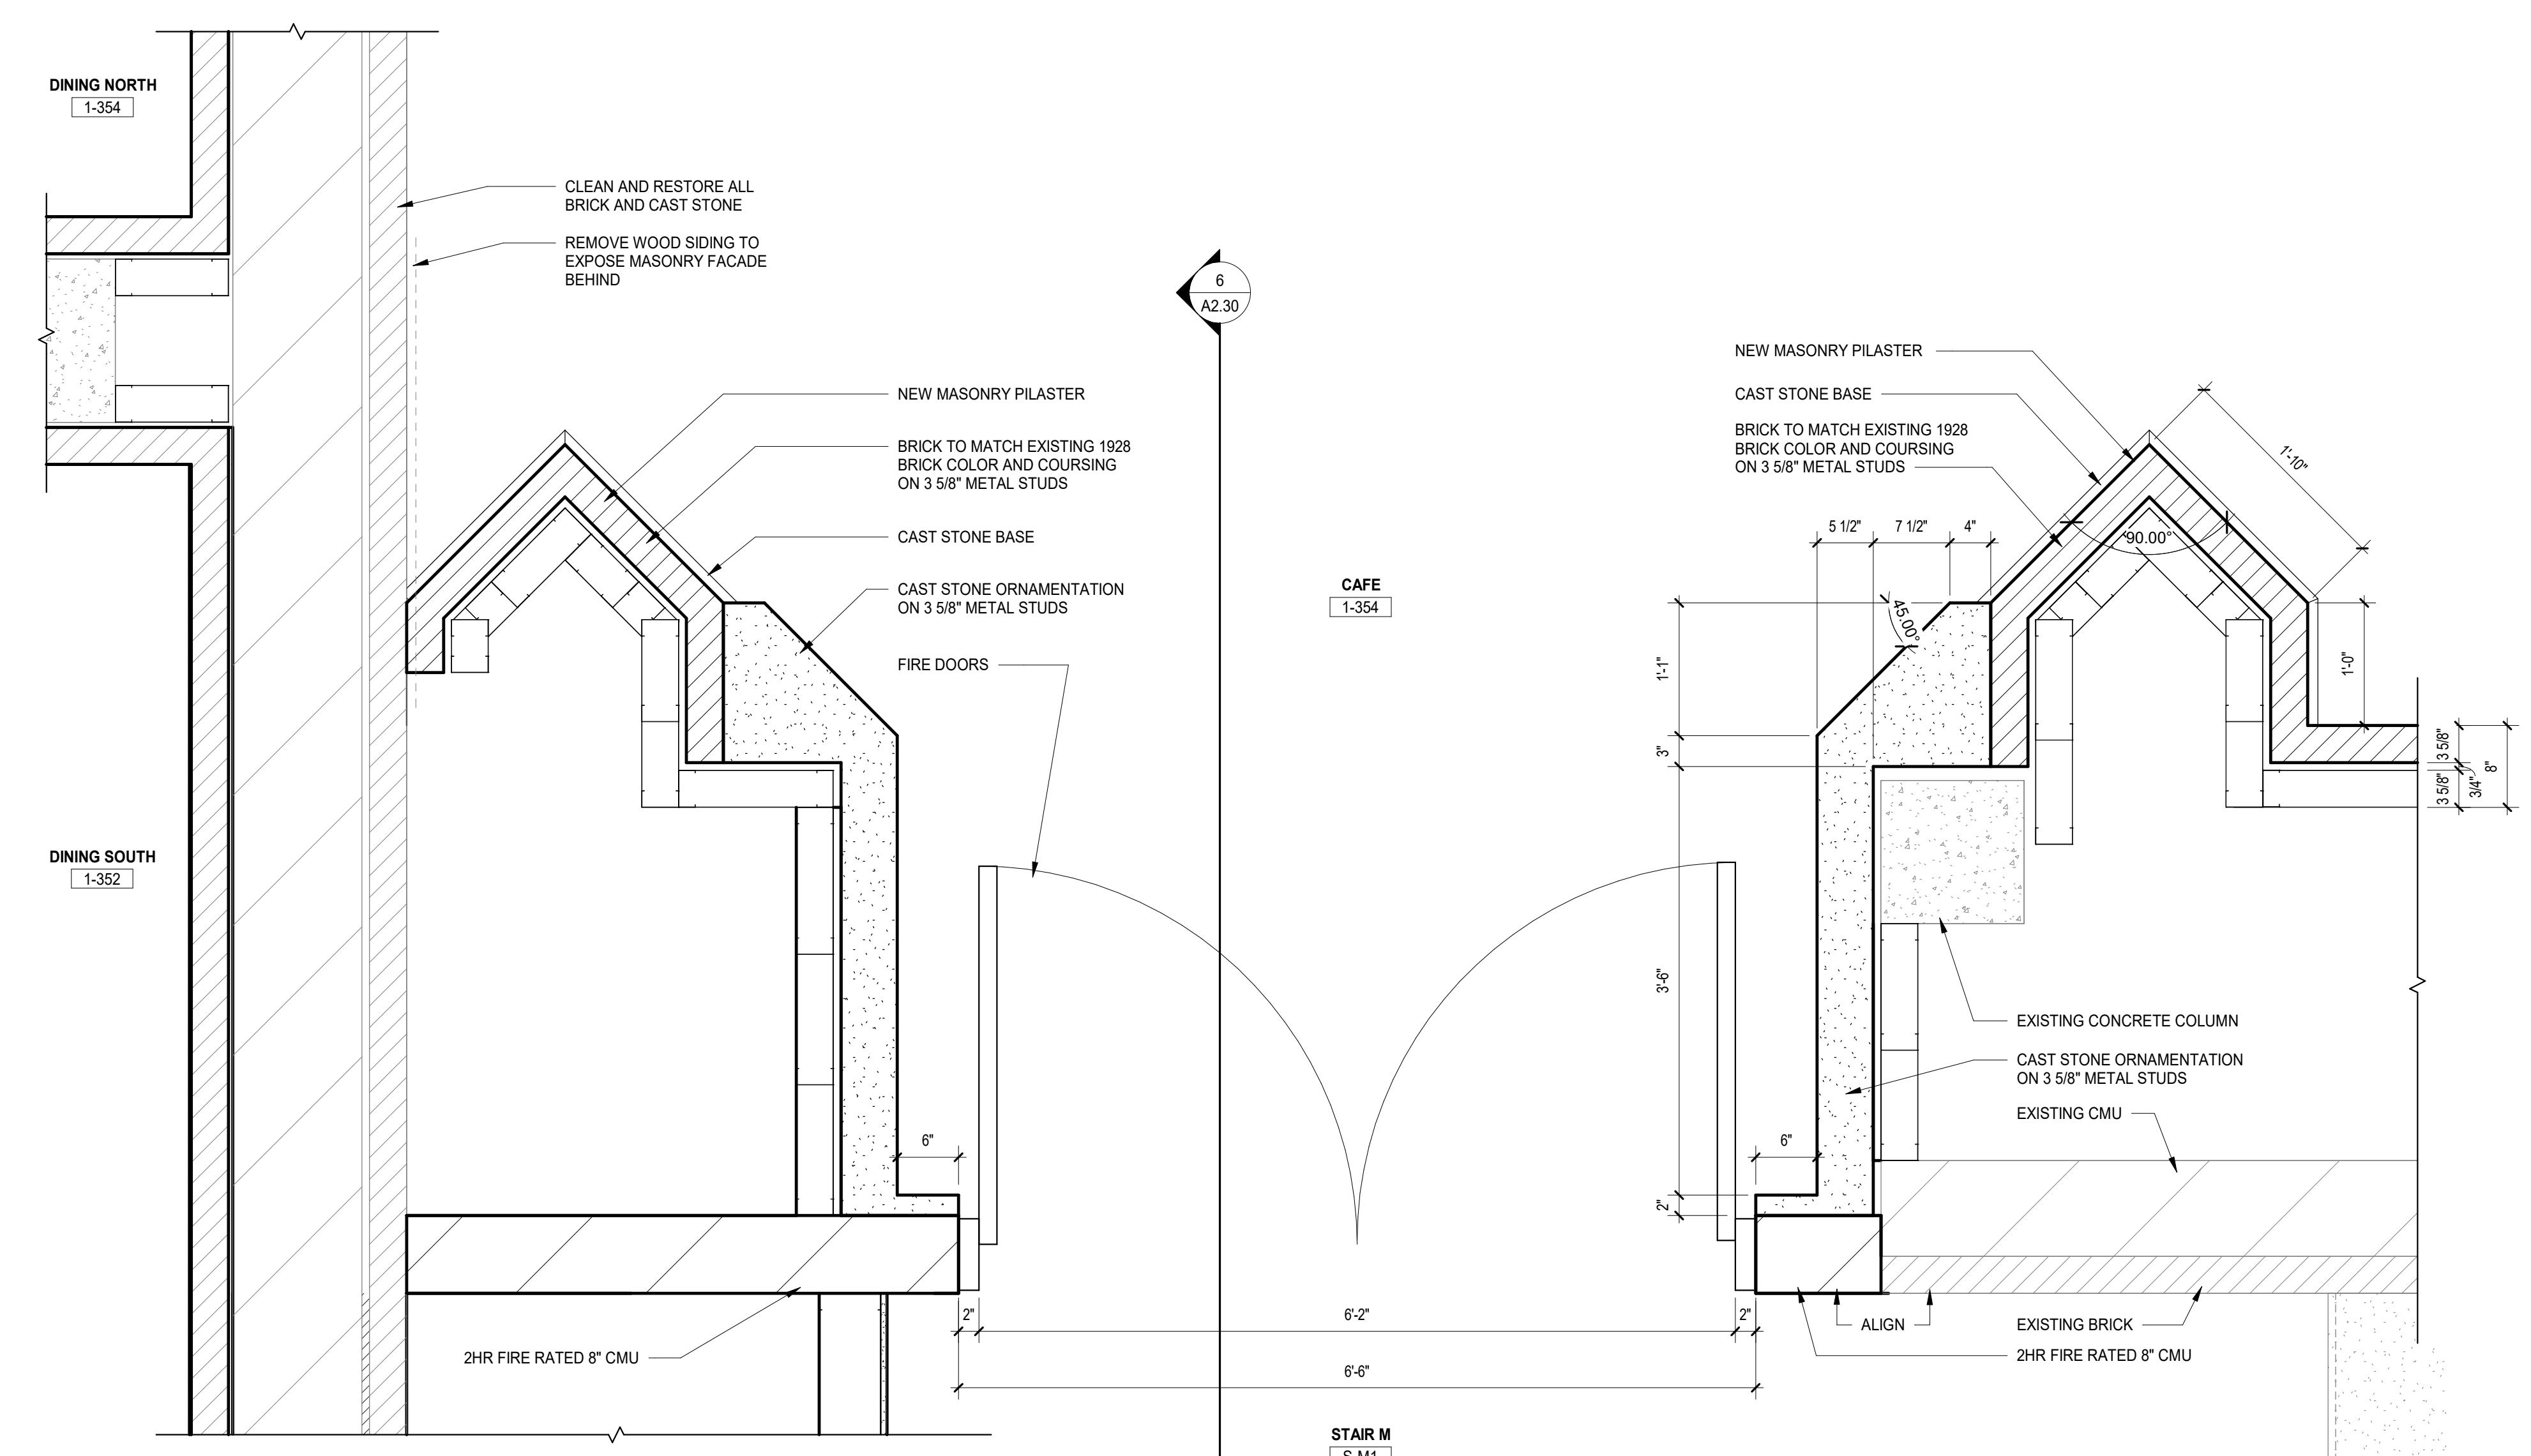 DINING NORTH
1-354
CLEAN AND RESTORE ALL
BRICK AND CAST STONE
REMOVE WOOD SIDING TO
EXPOSE MASONRY FACADE
BEHIND
6
A2.30
NEW MASONRY PILASTER
BRICK TO MATCH EXISTING 1928
BRICK COLOR AND COURSING
ON 3 5/8" METAL STUDS
CAST STONE BASE
CAST STONE ORNAMENTATION
ON 3 5/8" METAL STUDS
FIRE DOORS
CAFE
1-354
NEW MASONRY PILASTER
CAST STONE BASE
BRICK TO MATCH EXISTING 1928
BRICK COLOR AND COURSING
ON 3 5/8" METAL STUDS
1'-10"
5 1/2"
7 1/2"
4"
90.00°
45.00°
1'-1"
1'-0"
3"
3 5/8"
3/4"
3 5/8"
8"
DINING SOUTH
1-352
3'-6"
EXISTING CONCRETE COLUMN
CAST STONE ORNAMENTATION
ON 3 5/8" METAL STUDS
EXISTING CMU
6"
6"
2"
2"
6'-2"
2"
ALIGN
EXISTING BRICK
2HR FIRE RATED 8" CMU
2HR FIRE RATED 8" CMU
6'-6"
STAIR M
S-M1